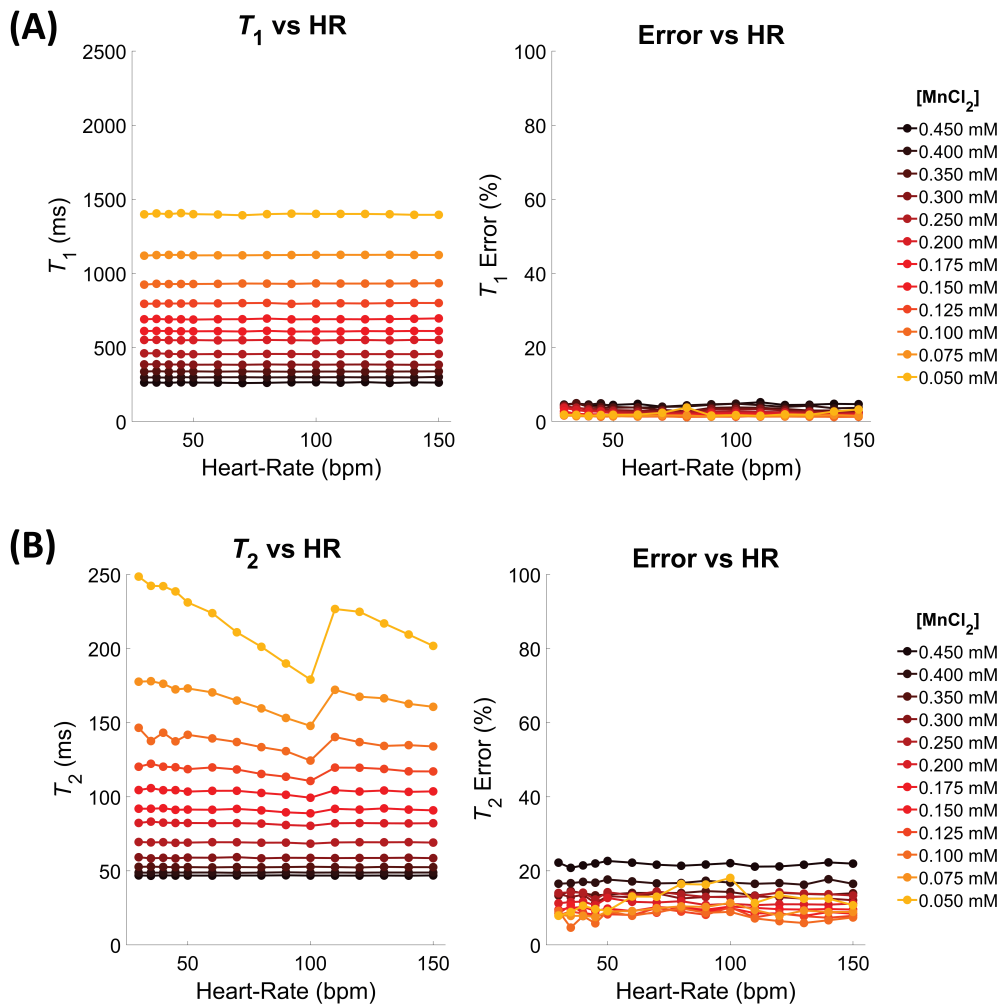 (A)
T1 vs HR
Error vs HR
2500
2000
1500
1000
500
0
T1 (ms)
50
100
150
Heart-Rate (bpm)
100
80
60
40
20
0
T1 Error (%)
50
100
150
Heart-Rate (bpm)
[MnCl2]
0.450 mM
0.400 mM
0.350 mM
0.300 mM
0.250 mM
0.200 mM
0.175 mM
0.150 mM
0.125 mM
0.100 mM
0.075 mM
0.050 mM
(B)
T2 vs HR
Error vs HR
250
200
150
100
50
0
T2 (ms)
50
100
150
Heart-Rate (bpm)
100
80
60
40
20
0
T2 Error (%)
50
100
150
Heart-Rate (bpm)
[MnCl2]
0.450 mM
0.400 mM
0.350 mM
0.300 mM
0.250 mM
0.200 mM
0.175 mM
0.150 mM
0.125 mM
0.100 mM
0.075 mM
0.050 mM